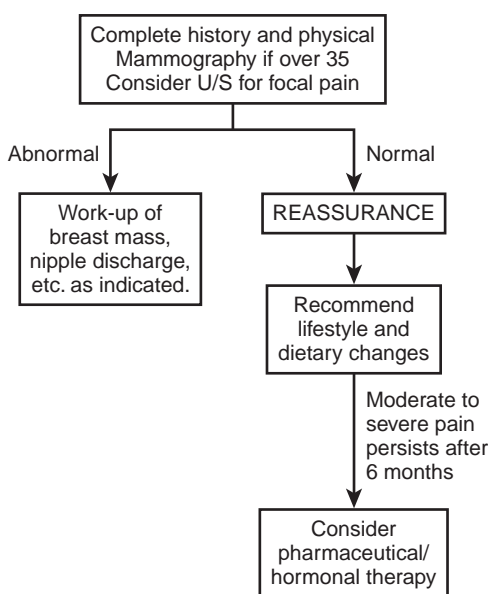 Complete history and physical
Mammography if over 35
Consider U/S for focal pain
Abnormal
Normal
Work-up of
breast mass,
nipple discharge,
etc. as indicated.
REASSURANCE
Recommend
lifestyle and
dietary changes
Moderate to
severe pain
persists after
6 months
Consider
pharmaceutical/
hormonal therapy